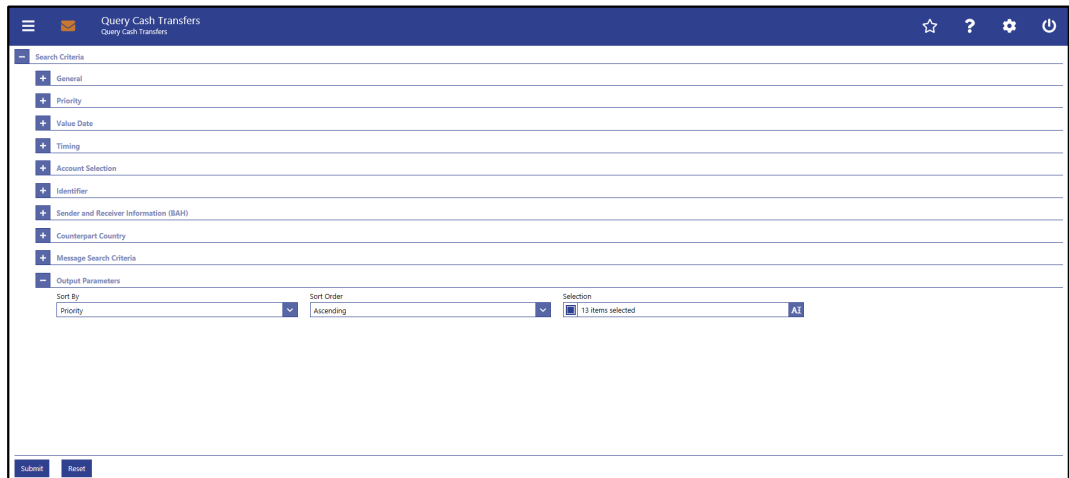 Query Cash Transfers
Query Cash Transfers
?
Search Criteria
General
Priority
Value Date
Timing
Account Selection
Identifier
Sender and Receiver Information (BAH)
Counterpart Country
Message Search Criteria
Output Parameters
Sort By Sort Order Selection
Priority Ascending 13 items selected AI
Submit Reset